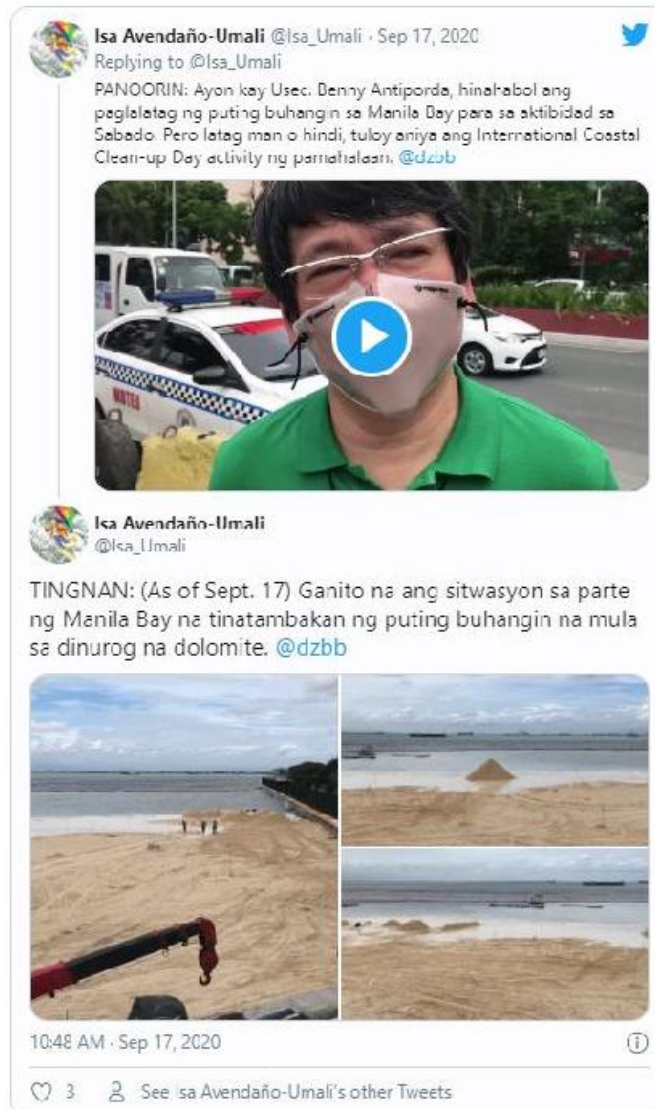 Isa Avendaño-Umali @Isa_Umali · Sep 17, 2020
Replying to @Isa_Umali
PANOORIN: Ayon kay Usec. Benny Antiporda, hinahabol ang
paglalatag ng puting buhangin sa Manila Bay para sa aktibidad sa
Sabado. Pero latag man o hindi, tuloy aniya ang International Coastal
Clean-up Day activity ng pamahalaan. @dzbb
Isa Avendaño-Umali
@Isa_Umali
TINGNAN: (As of Sept. 17) Ganito na ang sitwasyon sa parte
ng Manila Bay na tinatambakan ng puting buhangin na mula
sa dinurog na dolomite. @dzbb
10:48 AM · Sep 17, 2020
3
See Isa Avendaño-Umali's other Tweets